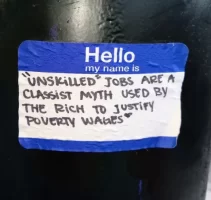 Hello
my name is
"UNSKILLED" JOBS ARE A
CLASSIST MYTH USED BY
THE RICH TO JUSTIFY
POVERTY WAGES"